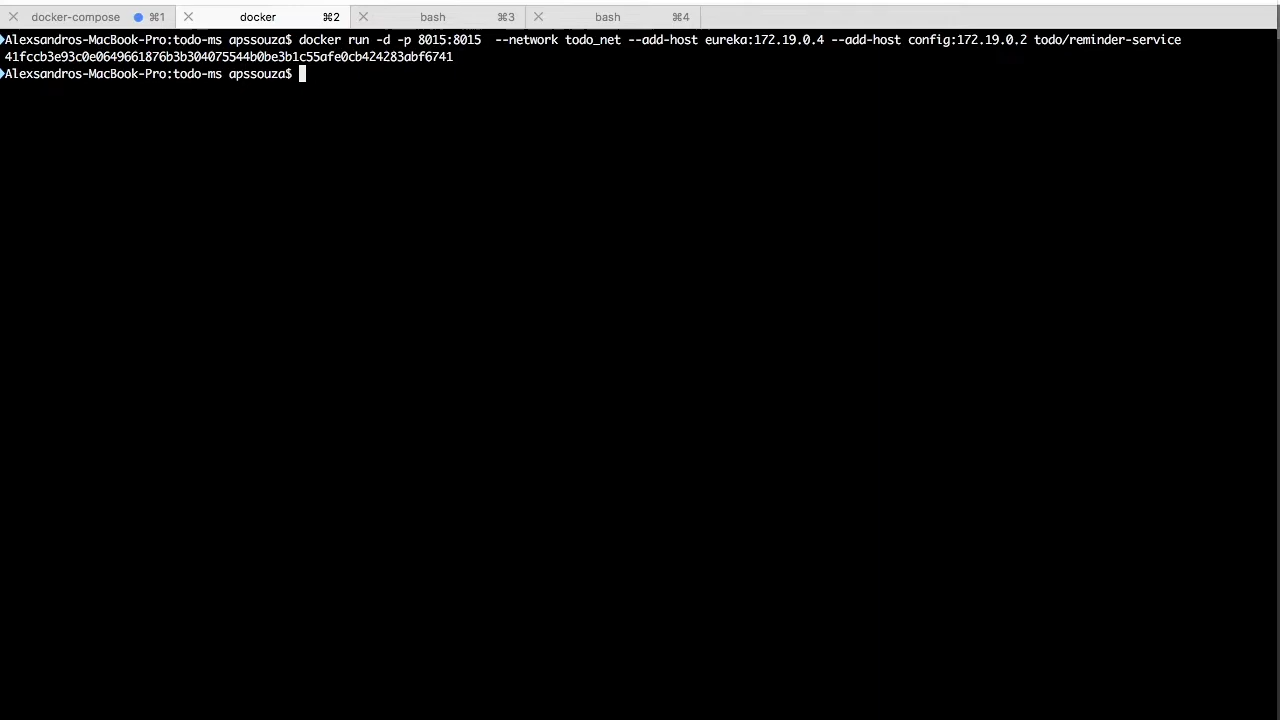 docker-compose ⌘1 docker ⌘2 bash ⌘3 bash ⌘4
Alexsandros-MacBook-Pro:todo-ms apssouza$ docker run -d -p 8015:8015  --network todo_net --add-host eureka:172.19.0.4 --add-host config:172.19.0.2 todo/reminder-service
41fccb3e93c0e0649661876b3b304075544b0be3b1c55afe0cb424283abf6741
Alexsandros-MacBook-Pro:todo-ms apssouza$